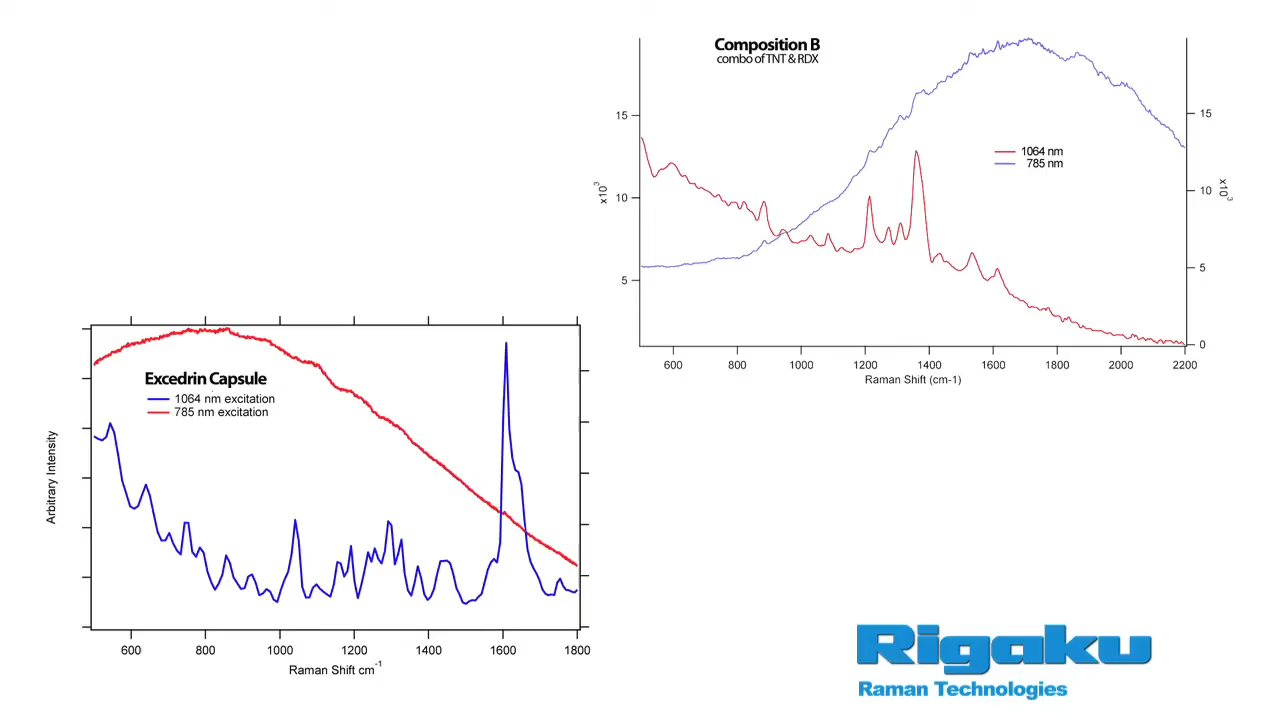 Composition B
combo of TNT & RDX
15
10
5
x10³
1064 nm
785 nm
15
10
5
0
x10³
600 800 1000 1200 1400 1600 1800 2000 2200
Raman Shift (cm-1)
Excedrin Capsule
1064 nm excitation
785 nm excitation
Arbitrary Intensity
600 800 1000 1200 1400 1600 1800
Raman Shift cm⁻¹
Rigaku
Raman Technologies